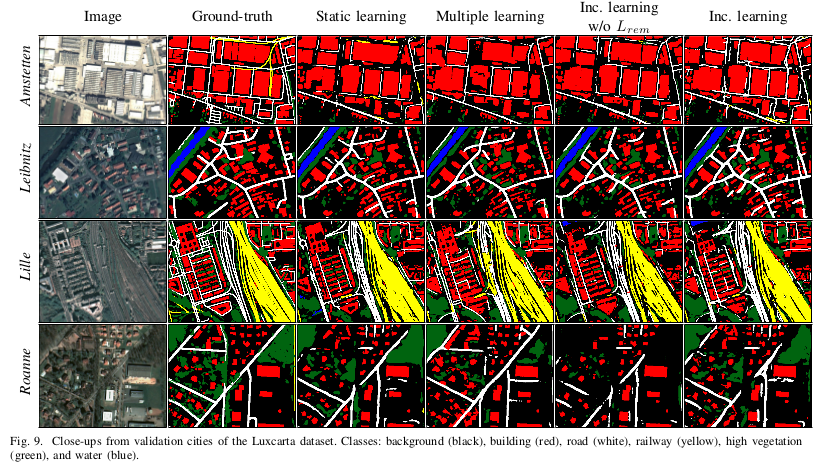 Image Ground-truth Static learning Multiple learning Inc. learning w/o L_rem Inc. learning
Amstetten
Leibnitz
Lille
Roanne
Fig. 9. Close-ups from validation cities of the Luxcarta dataset. Classes: background (black), building (red), road (white), railway (yellow), high vegetation
(green), and water (blue).